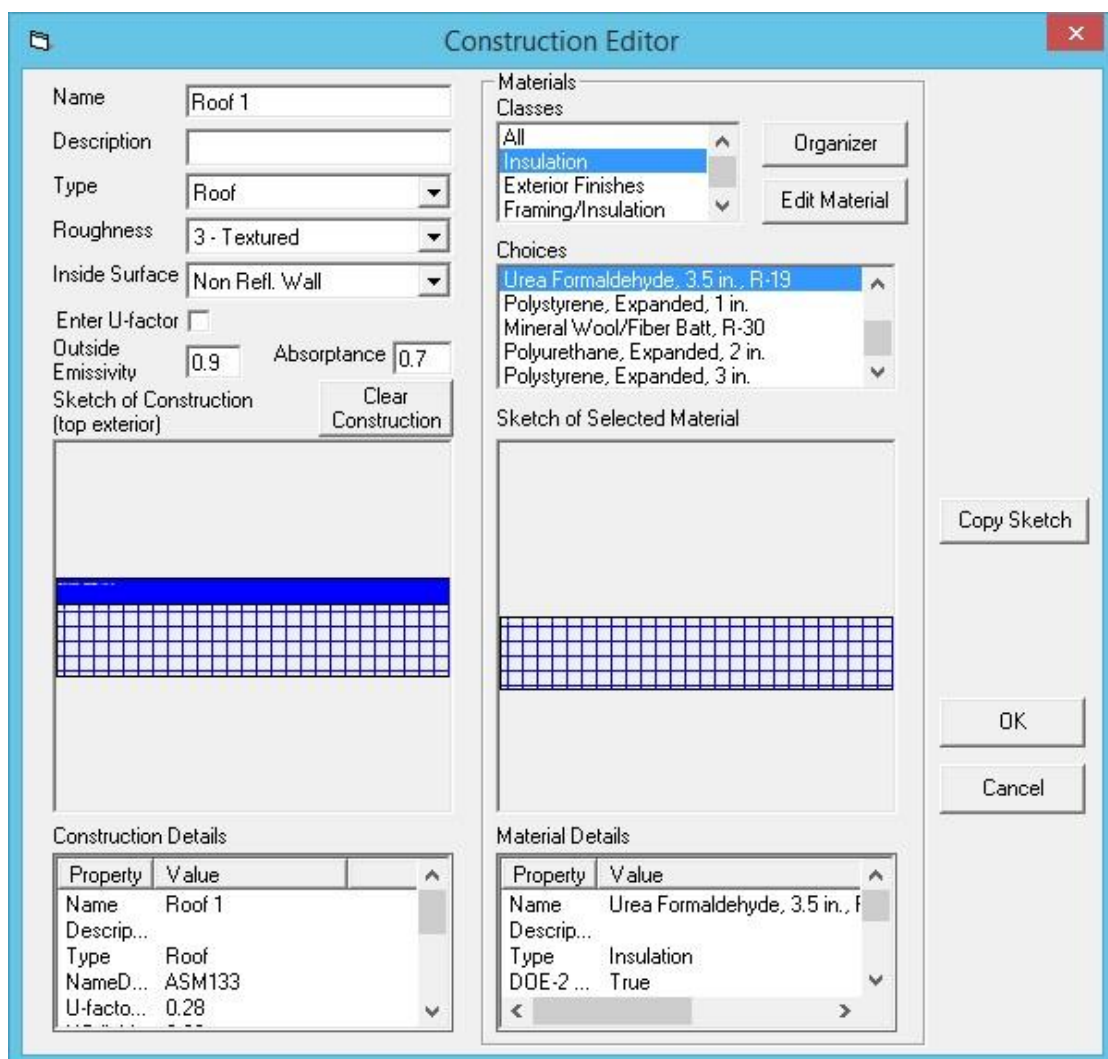 Construction Editor
Name
Roof 1
Description
Type
Roof
Roughness
3 - Textured
Inside Surface
Non Refl. Wall
Enter U-factor
Outside
Emissivity
0.9
Absorptance
0.7
Sketch of Construction
(top exterior)
Clear
Construction
Materials
Classes
All
Insulation
Exterior Finishes
Framing/Insulation
Organizer
Edit Material
Choices
Urea Formaldehyde, 3.5 in., R-19
Polystyrene, Expanded, 1 in.
Mineral Wool/Fiber Batt, R-30
Polyurethane, Expanded, 2 in.
Polystyrene, Expanded, 3 in.
Sketch of Selected Material
Copy Sketch
OK
Cancel
Construction Details
Property Value
Name Roof 1
Descrip...
Type Roof
NameD... ASM133
U-facto... 0.28
Material Details
Property Value
Name Urea Formaldehyde, 3.5 in.,
Descrip...
Type Insulation
DOE-2 ... True